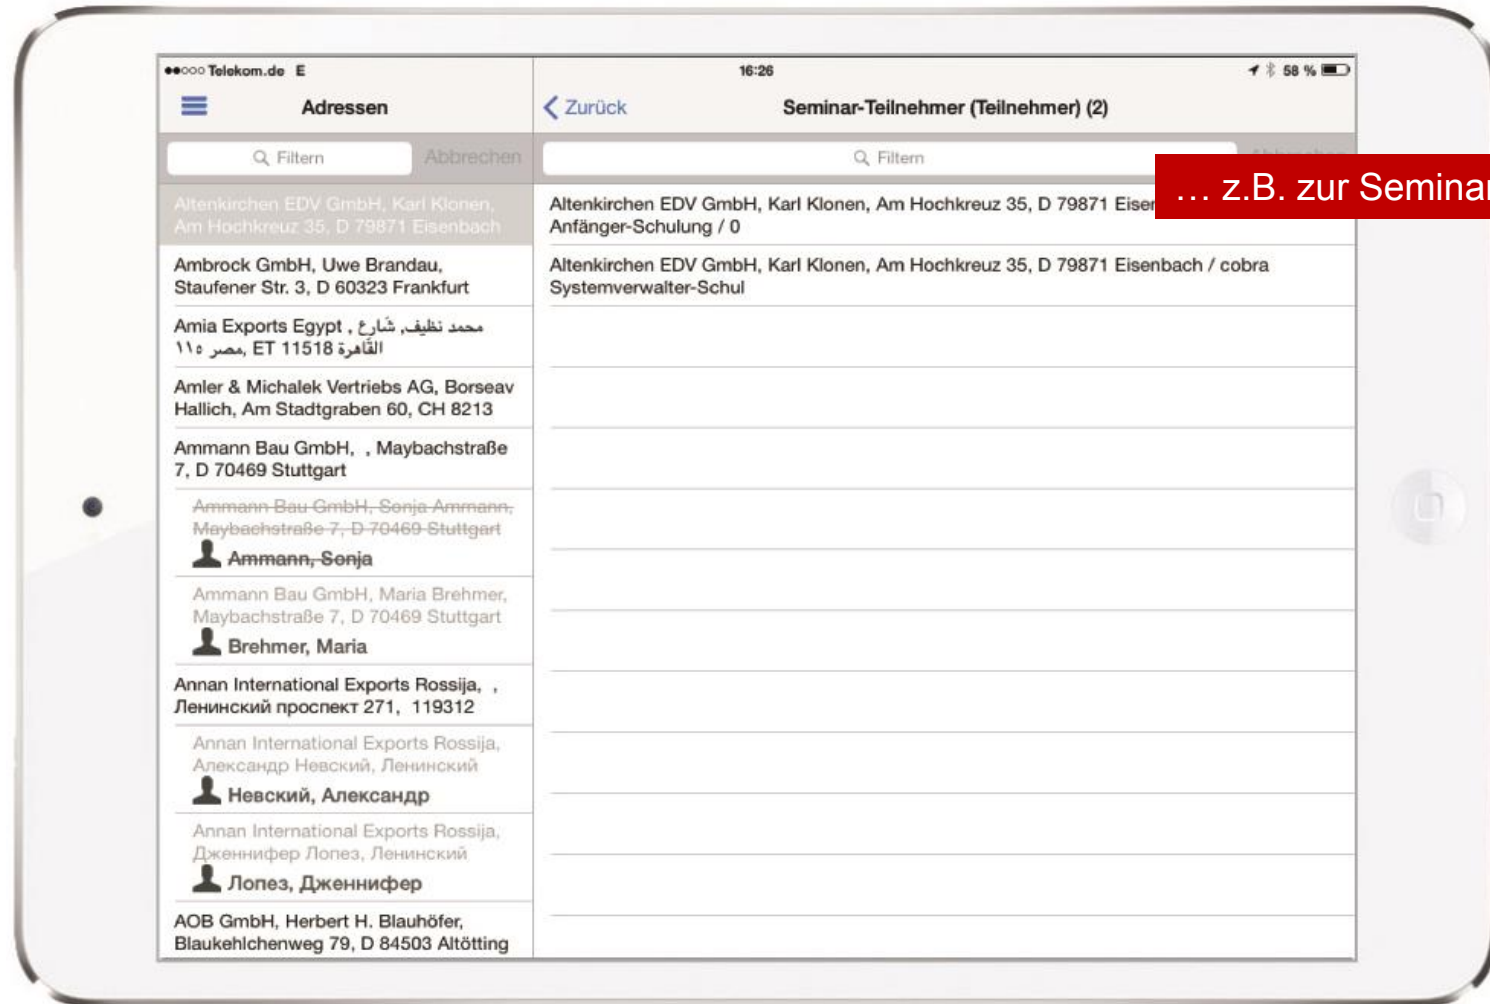 Telekom.de E
16:26
58 %
Adressen
Zurück
Seminar-Teilnehmer (Teilnehmer) (2)
Filtern
Abbrechen
Filtern
… z.B. zur Seminar
Altenkirchen EDV GmbH, Karl Klonen,
Am Hochkreuz 35, D 79871 Eisenbach
Ambrock GmbH, Uwe Brandau,
Staufener Str. 3, D 60323 Frankfurt
Amia Exports Egypt , محمد نظيف, شارع
القاهرة ET 11518 ,مصر ١١٥
Amler & Michalek Vertriebs AG, Borseav
Hallich, Am Stadtgraben 60, CH 8213
Ammann Bau GmbH, , Maybachstraße
7, D 70469 Stuttgart
Ammann Bau GmbH, Sonja Ammann,
Maybachstraße 7, D 70469 Stuttgart
Ammann, Sonja
Ammann Bau GmbH, Maria Brehmer,
Maybachstraße 7, D 70469 Stuttgart
Brehmer, Maria
Annan International Exports Rossija, ,
Ленинский проспект 271, 119312
Annan International Exports Rossija,
Александр Невский, Ленинский
Невский, Александр
Annan International Exports Rossija,
Дженнифер Лопез, Ленинский
Лопез, Дженнифер
AOB GmbH, Herbert H. Blauhöfer,
Blaukehlchenweg 79, D 84503 Altötting
Altenkirchen EDV GmbH, Karl Klonen, Am Hochkreuz 35, D 79871 Eisen
Anfänger-Schulung / 0
Altenkirchen EDV GmbH, Karl Klonen, Am Hochkreuz 35, D 79871 Eisenbach / cobra
Systemverwalter-Schul